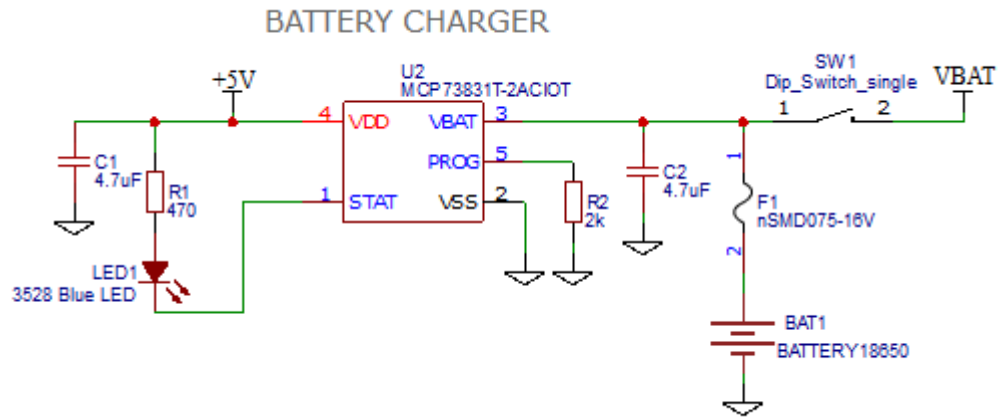 BATTERY CHARGER
SW1
Dip_Switch_single
VBAT
1
2
+5V
U2
MCP73831T-2ACIOT
4
VDD
VBAT
3
PROG
5
1
STAT
VSS
2
C1
4.7uF
R1
470
LED1
3528 Blue LED
R2
2k
C2
4.7uF
1
F1
nSMD075-16V
2
BAT1
BATTERY18650